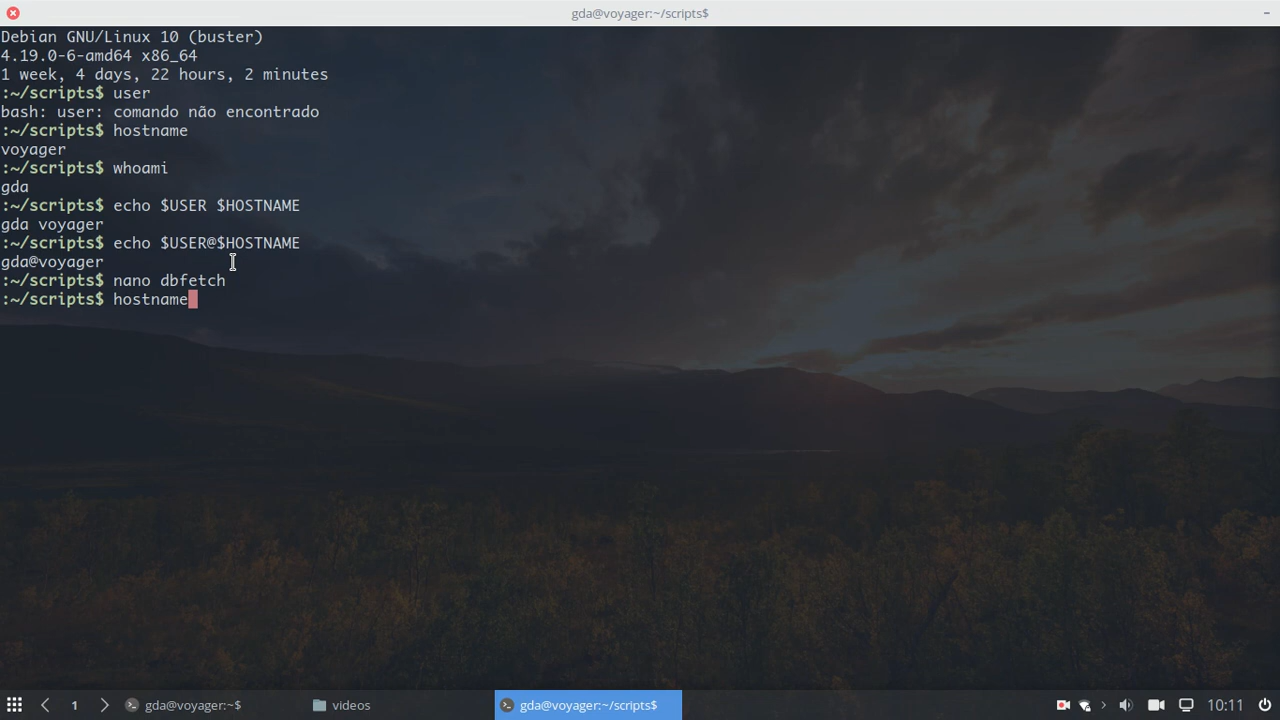 gda@voyager:~/scripts$
Debian GNU/Linux 10 (buster)
4.19.0-6-amd64 x86_64
1 week, 4 days, 22 hours, 2 minutes
:~/scripts$ user
bash: user: comando não encontrado
:~/scripts$ hostname
voyager
:~/scripts$ whoami
gda
:~/scripts$ echo $USER $HOSTNAME
gda voyager
:~/scripts$ echo $USER@$HOSTNAME
gda@voyager
:~/scripts$ nano dbfetch
:~/scripts$ hostname
1 gda@voyager:~$ videos gda@voyager:~/scripts$ 10:11